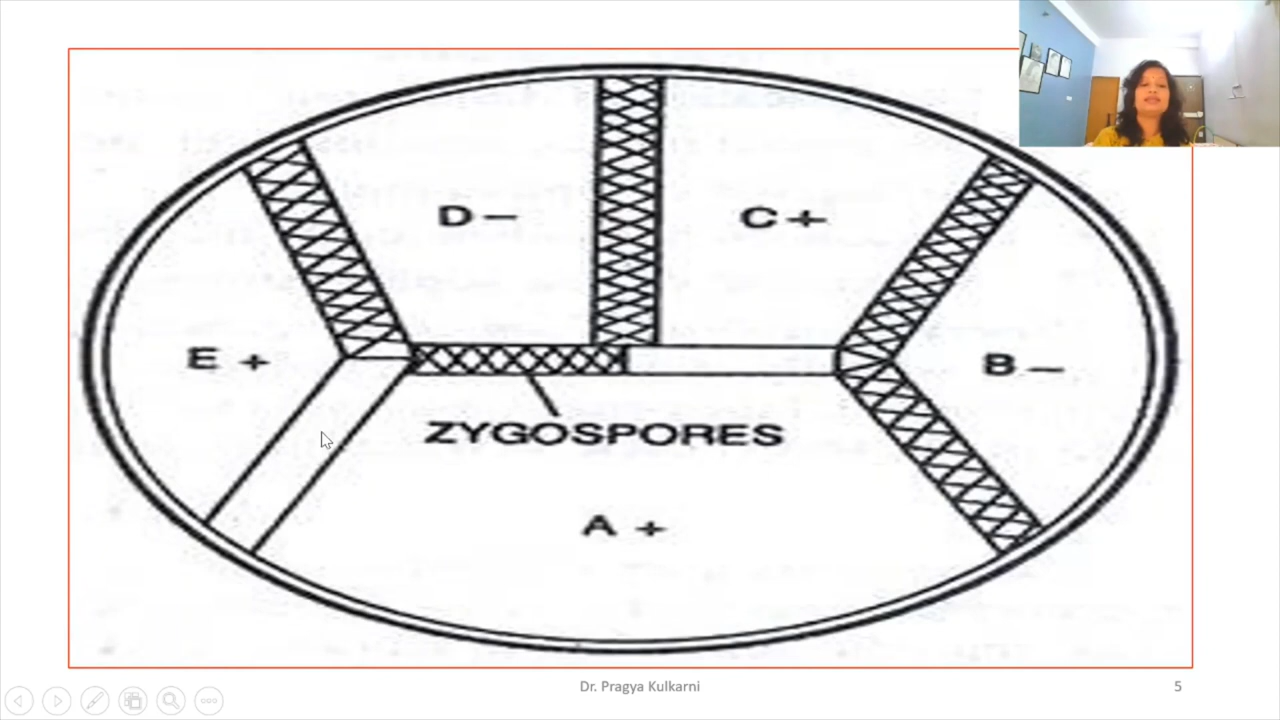 D –
C +
E +
B –
ZYGOSPORES
A +
Dr. Pragya Kulkarni
5